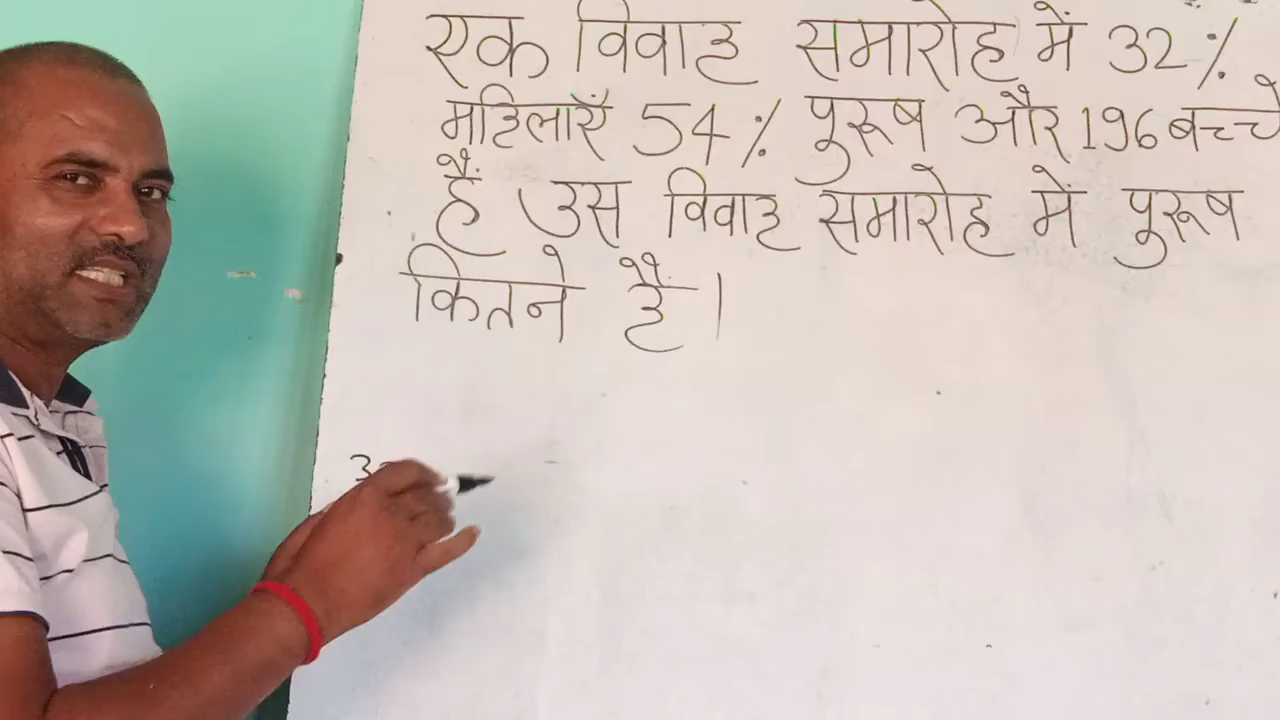 एक विवाह समारोह में 32%
महिलाएँ 54% पुरूष और 196 बच्चे
हैं उस विवाह समारोह में पुरूष
कितने है।